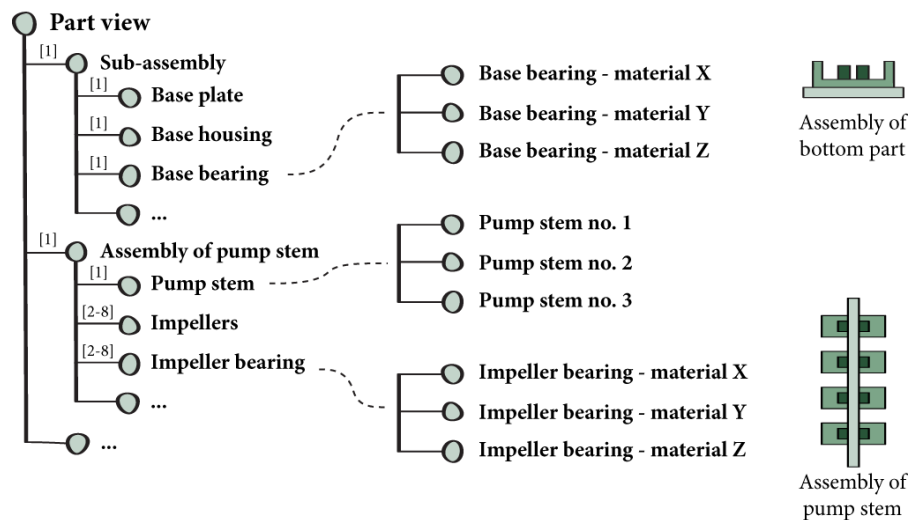 Part view
[1]
Sub-assembly
[1]
Base plate
[1]
Base housing
[1]
Base bearing
...
Base bearing - material X
Base bearing - material Y
Base bearing - material Z
Assembly of
bottom part
[1]
Assembly of pump stem
[1]
Pump stem
[2-8]
Impellers
[2-8]
Impeller bearing
...
...
Pump stem no. 1
Pump stem no. 2
Pump stem no. 3
Impeller bearing - material X
Impeller bearing - material Y
Impeller bearing - material Z
Assembly of
pump stem